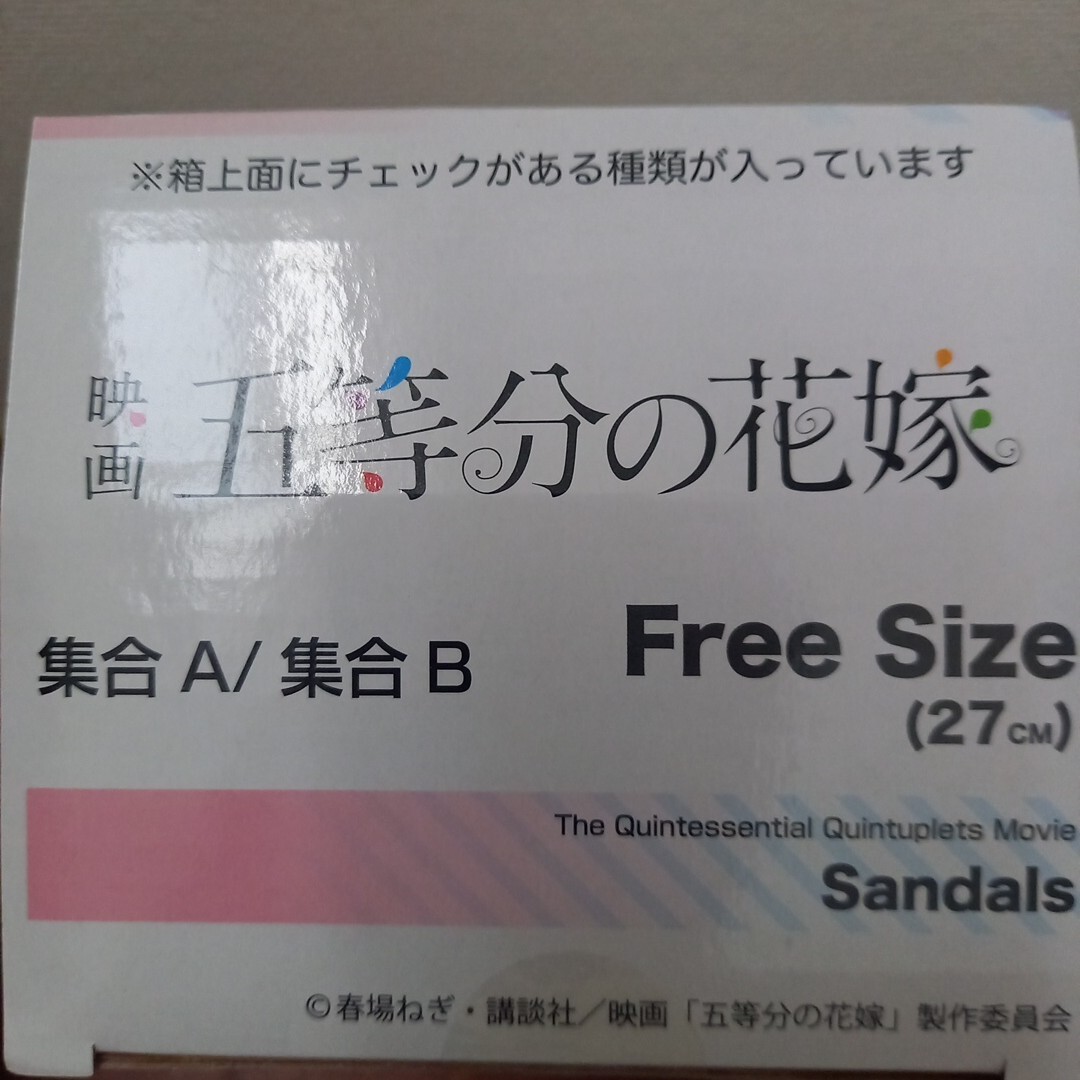 ※箱上面にチェックがある種類が入っています
映画 五等分の花嫁
集合 A/ 集合 B
Free Size
(27CM)
The Quintessential Quintuplets Movie
Sandals
©春場ねぎ・講談社／映画「五等分の花嫁」製作委員会